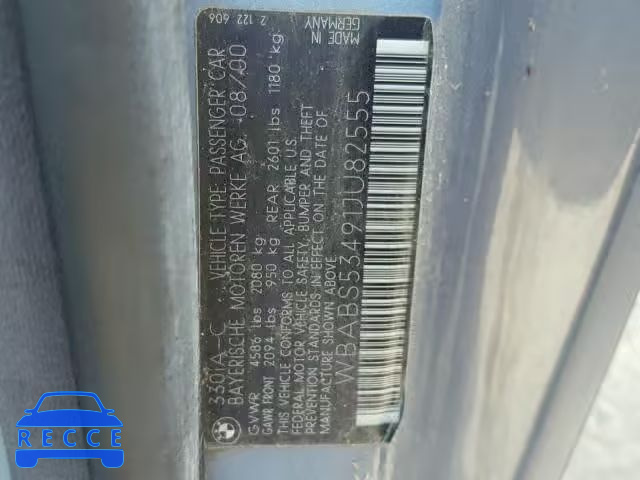 330IA-C VEHICLE TYPE: PASSENGER CAR 2 122 606
BAYERISCHE MOTOREN WERKE AG. 08/00
GVWR 4586 lbs 2080 kg
GAWR FRONT 2094 lbs 950 kg REAR 2601 lbs 1180 kg
THIS VEHICLE CONFORMS TO ALL APPLICABLE U.S
FEDERAL MOTOR VEHICLE SAFETY, BUMPER AND THEFT
PREVENTION STANDARDS IN EFFECT ON THE DATE OF
MANUFACTURE SHOWN ABOVE
MADE IN
GERMANY
WBABS53491JU82555
BMW
RECCE